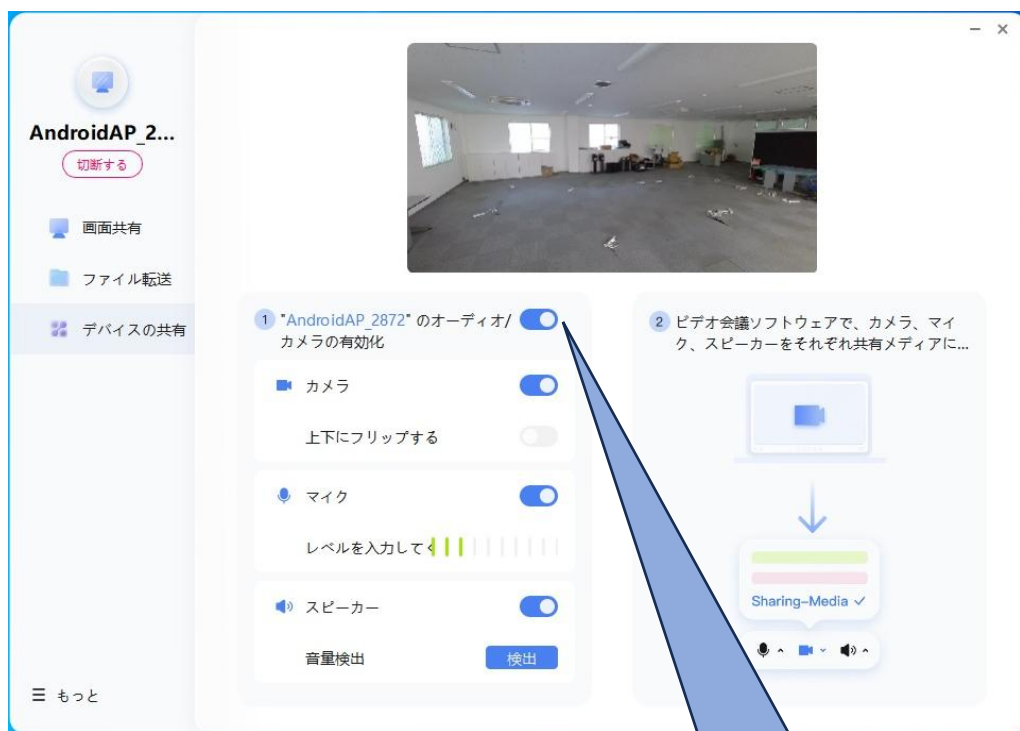 AndroidAP_2...
切断する
画面共有
ファイル転送
デバイスの共有
☰ もっと
1 "AndroidAP_2872" のオーディオ/
カメラの有効化
カメラ
上下にフリップする
マイク
レベルを入力してく
スピーカー
音量検出
検出
2 ビデオ会議ソフトウェアで、カメラ、マイ
ク、スピーカーをそれぞれ共有メディアに...
Sharing-Media ✓